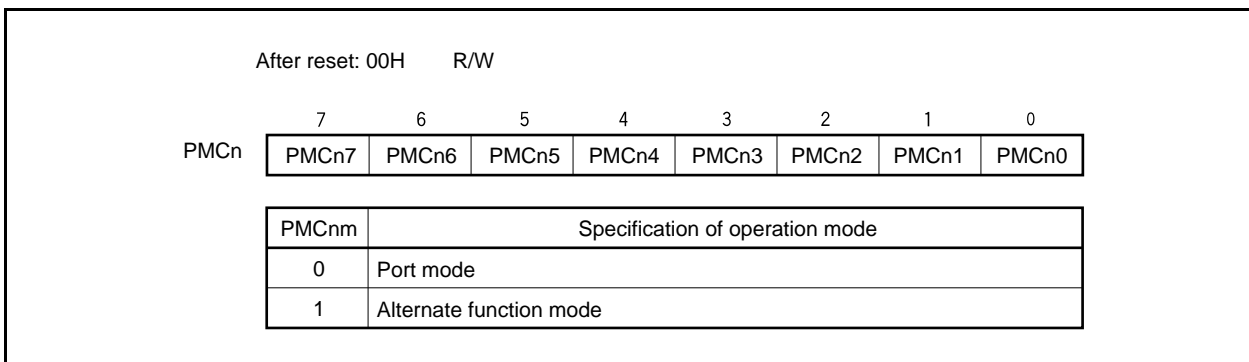 After reset: 00H R/W
7 6 5 4 3 2 1 0
PMCn PMCn7 PMCn6 PMCn5 PMCn4 PMCn3 PMCn2 PMCn1 PMCn0
PMCnm Specification of operation mode
0 Port mode
1 Alternate function mode